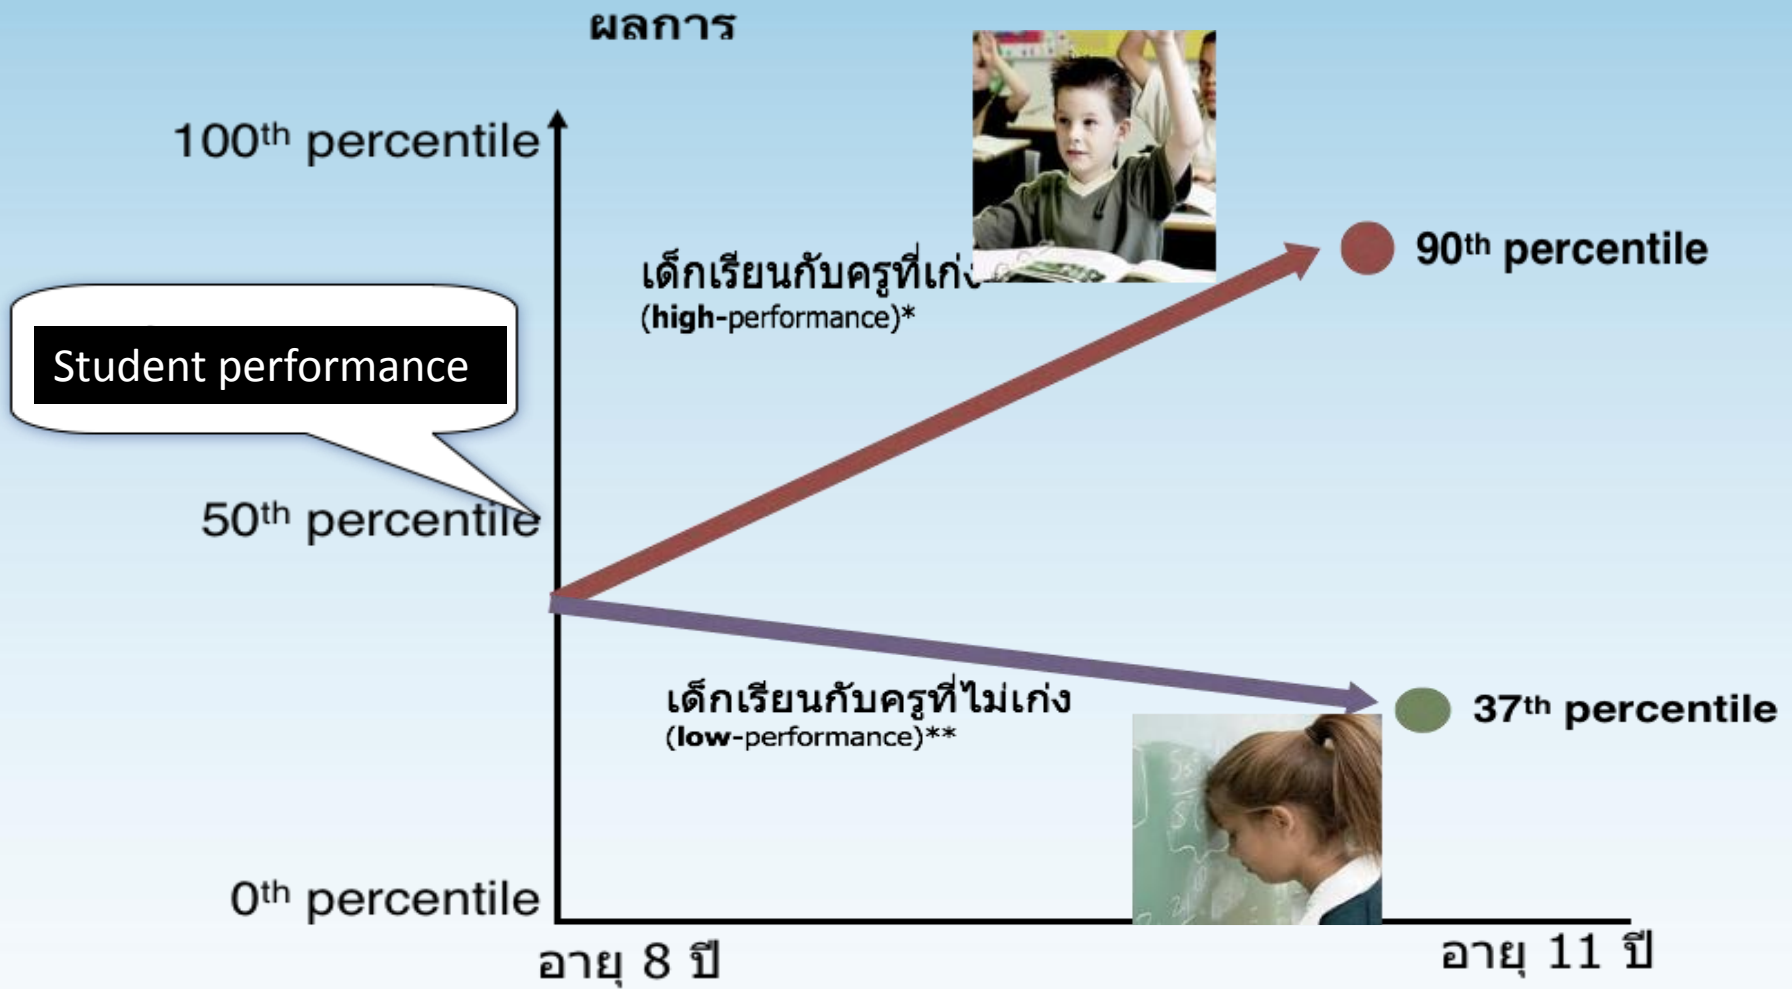 ผลการ
100th percentile
เด็กเรียนกับครูที่เก่ง
(high-performance)*
90th percentile
Student performance
50th percentile
เด็กเรียนกับครูที่ไม่เก่ง
(low-performance)**
37th percentile
0th percentile
อายุ 8 ปี
อายุ 11 ปี